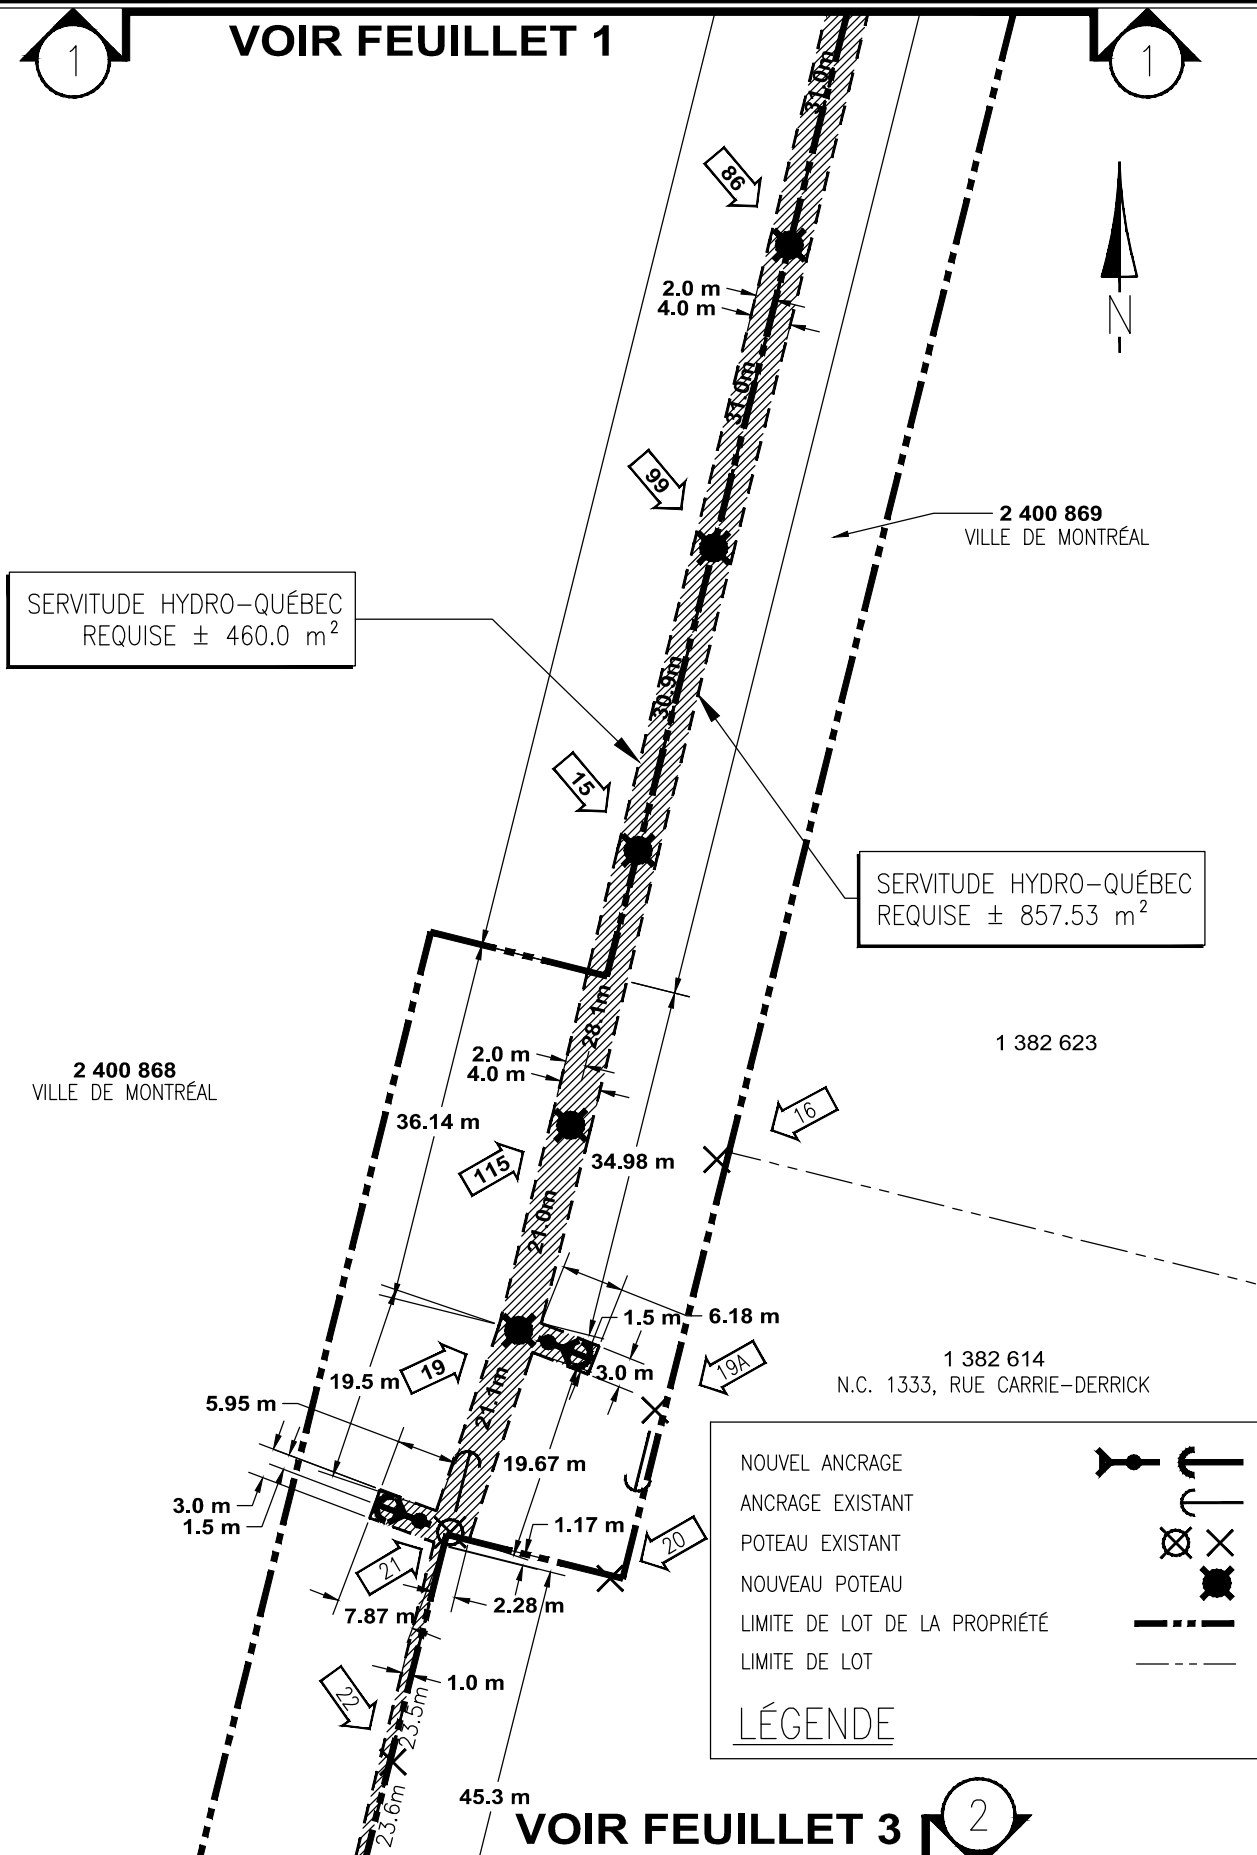 VOIR FEUILLET 1
1
1
31.0m
86
N
2.0 m
4.0 m
31.0m
99
2 400 869
VILLE DE MONTRÉAL
SERVITUDE HYDRO-QUÉBEC
REQUISE ± 460.0 m²
30.9m
15
SERVITUDE HYDRO-QUÉBEC
REQUISE ± 857.53 m²
28.1m
1 382 623
2.0 m
4.0 m
2 400 868
VILLE DE MONTRÉAL
36.14 m
16
115
34.98 m
21.0m
1.5 m
6.18 m
19
3.0 m
19A
1 382 614
N.C. 1333, RUE CARRIE-DERRICK
19.5 m
21.1m
5.95 m
19.67 m
3.0 m
1.5 m
1.17 m
20
21
7.87 m
2.28 m
22
1.0 m
23.5m
23.6m
45.3 m
NOUVEL ANCRAGE
ANCRAGE EXISTANT
POTEAU EXISTANT
NOUVEAU POTEAU
LIMITE DE LOT DE LA PROPRIÉTÉ
LIMITE DE LOT
LÉGENDE
VOIR FEUILLET 3
2